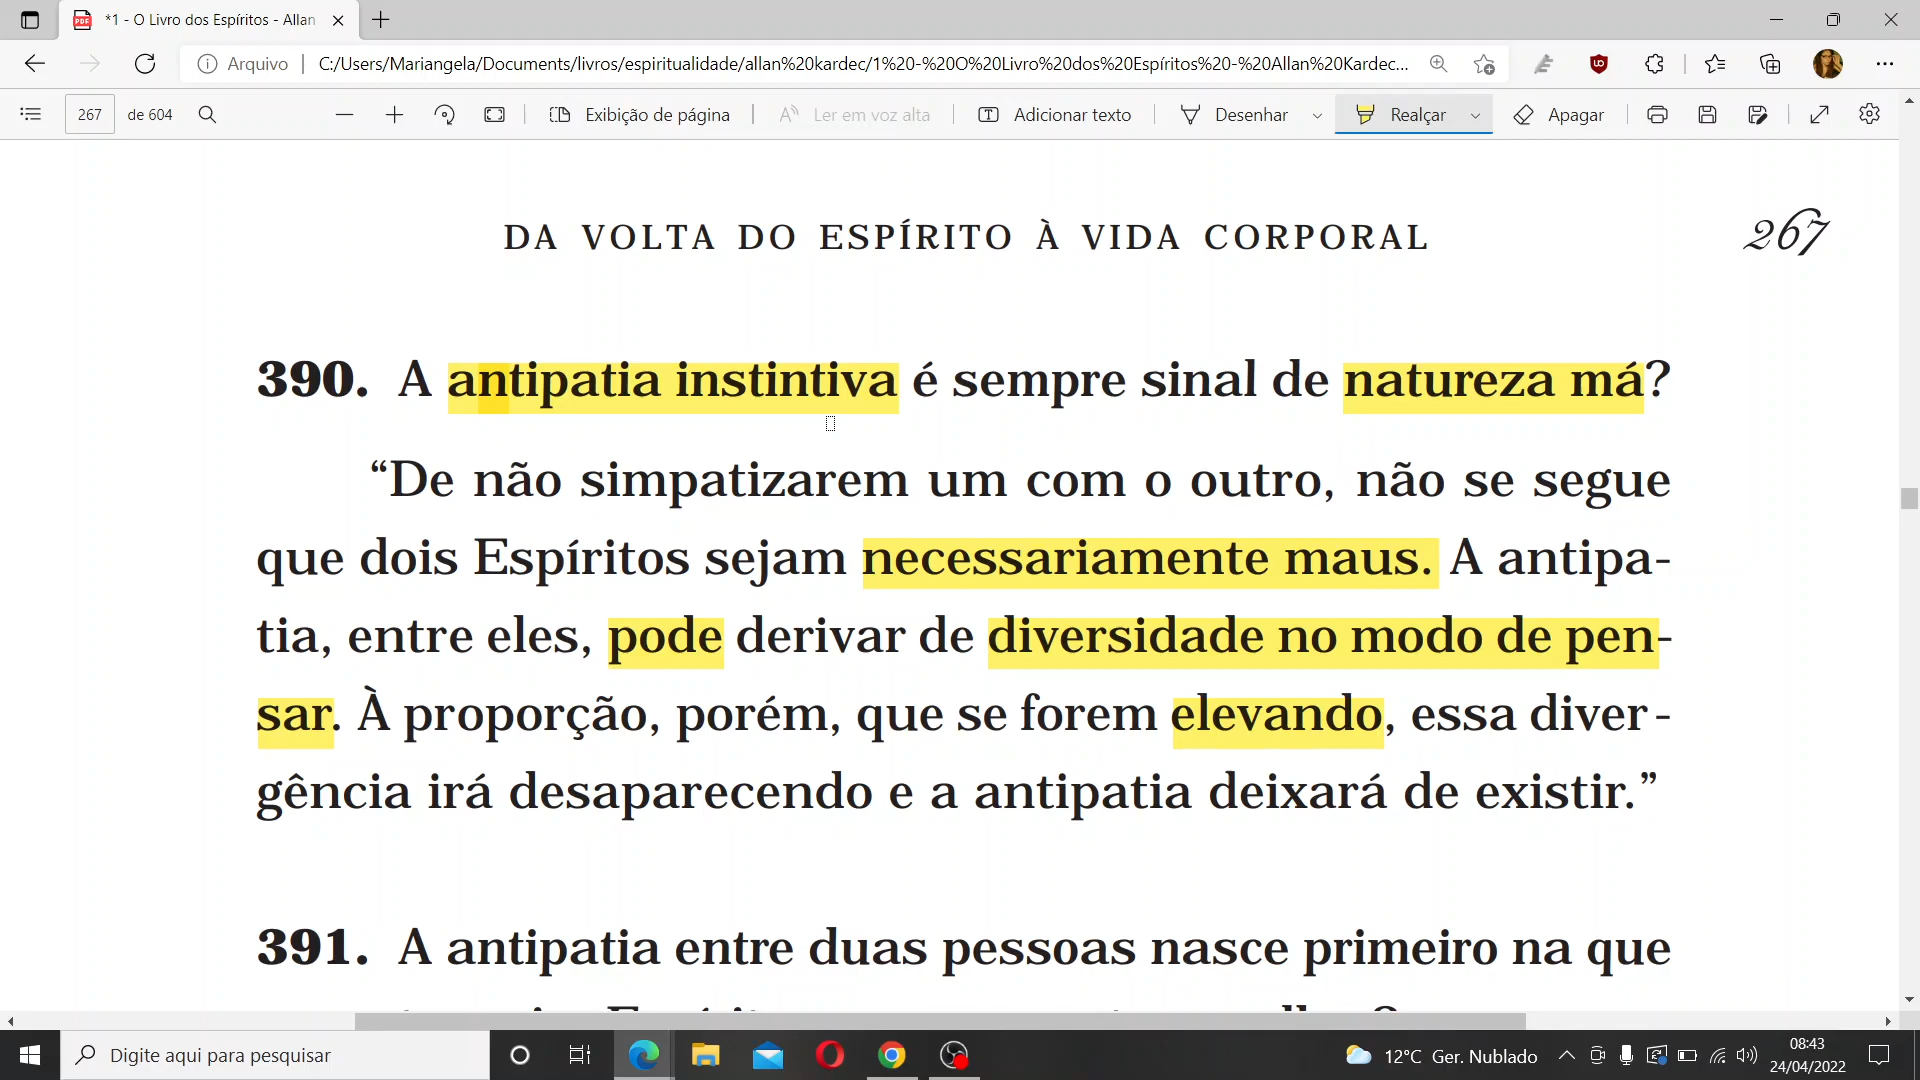 *1 - O Livro dos Espíritos - Allan
Arquivo
C:/Users/Mariangela/Documents/livros/espiritualidade/allan%20kardec/1%20-%20O%20Livro%20dos%20Espíritos%20-%20Allan%20Kardec...
267 de 604
Exibição de página
Ler em voz alta
Adicionar texto
Desenhar
Realçar
Apagar
DA VOLTA DO ESPÍRITO À VIDA CORPORAL 267
390. A antipatia instintiva é sempre sinal de natureza má?
“De não simpatizarem um com o outro, não se segue
que dois Espíritos sejam necessariamente maus. A antipa-
tia, entre eles, pode derivar de diversidade no modo de pen-
sar. À proporção, porém, que se forem elevando, essa diver-
gência irá desaparecendo e a antipatia deixará de existir.”
391. A antipatia entre duas pessoas nasce primeiro na que
Digite aqui para pesquisar
12°C Ger. Nublado
08:43
24/04/2022